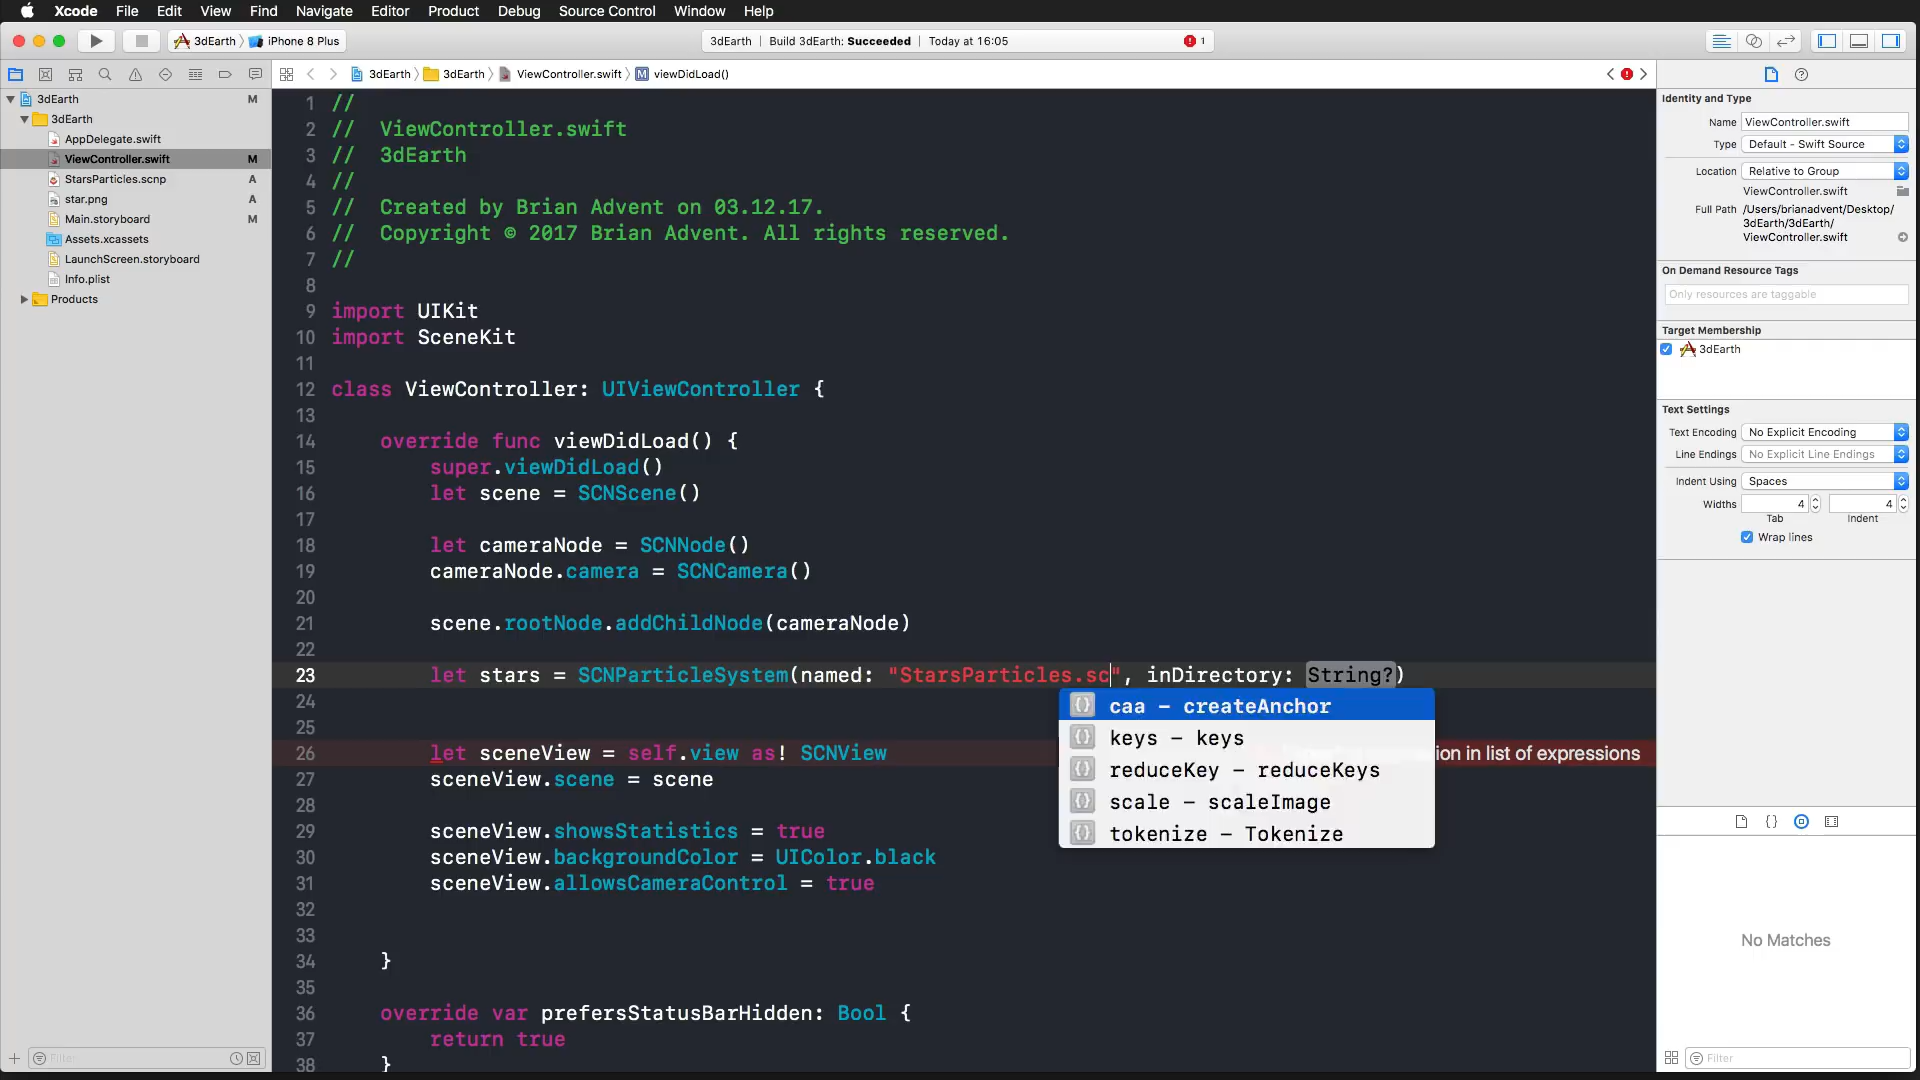 Xcode File Edit View Find Navigate Editor Product Debug Source Control Window Help
3dEarth iPhone 8 Plus
3dEarth | Build 3dEarth: Succeeded | Today at 16:05
1
3dEarth 3dEarth ViewController.swift M viewDidLoad()
3dEarth M
3dEarth
AppDelegate.swift
ViewController.swift M
StarsParticles.scnp A
star.png A
Main.storyboard M
Assets.xcassets
LaunchScreen.storyboard
Info.plist
Products
Filter
1 //
2 //  ViewController.swift
3 //  3dEarth
4 //
5 //  Created by Brian Advent on 03.12.17.
6 //  Copyright © 2017 Brian Advent. All rights reserved.
7 //
8
9 import UIKit
10 import SceneKit
11
12 class ViewController: UIViewController {
13
14     override func viewDidLoad() {
15         super.viewDidLoad()
16         let scene = SCNScene()
17
18         let cameraNode = SCNNode()
19         cameraNode.camera = SCNCamera()
20
21         scene.rootNode.addChildNode(cameraNode)
22
23         let stars = SCNParticleSystem(named: "StarsParticles.sc", inDirectory: String?)
24
25
26         let sceneView = self.view as! SCNView
27         sceneView.scene = scene
28
29         sceneView.showsStatistics = true
30         sceneView.backgroundColor = UIColor.black
31         sceneView.allowsCameraControl = true
32
33
34     }
35
36     override var prefersStatusBarHidden: Bool {
37         return true
38     }
{} caa – createAnchor
{} keys – keys
{} reduceKey – reduceKeys
{} scale – scaleImage
{} tokenize – Tokenize
in list of expressions
Identity and Type
Name ViewController.swift
Type Default - Swift Source
Location Relative to Group
ViewController.swift
Full Path /Users/brianadvent/Desktop/
3dEarth/3dEarth/
ViewController.swift
On Demand Resource Tags
Only resources are taggable
Target Membership
3dEarth
Text Settings
Text Encoding No Explicit Encoding
Line Endings No Explicit Line Endings
Indent Using Spaces
Widths 4 4
Tab Indent
Wrap lines
{}
No Matches
Filter